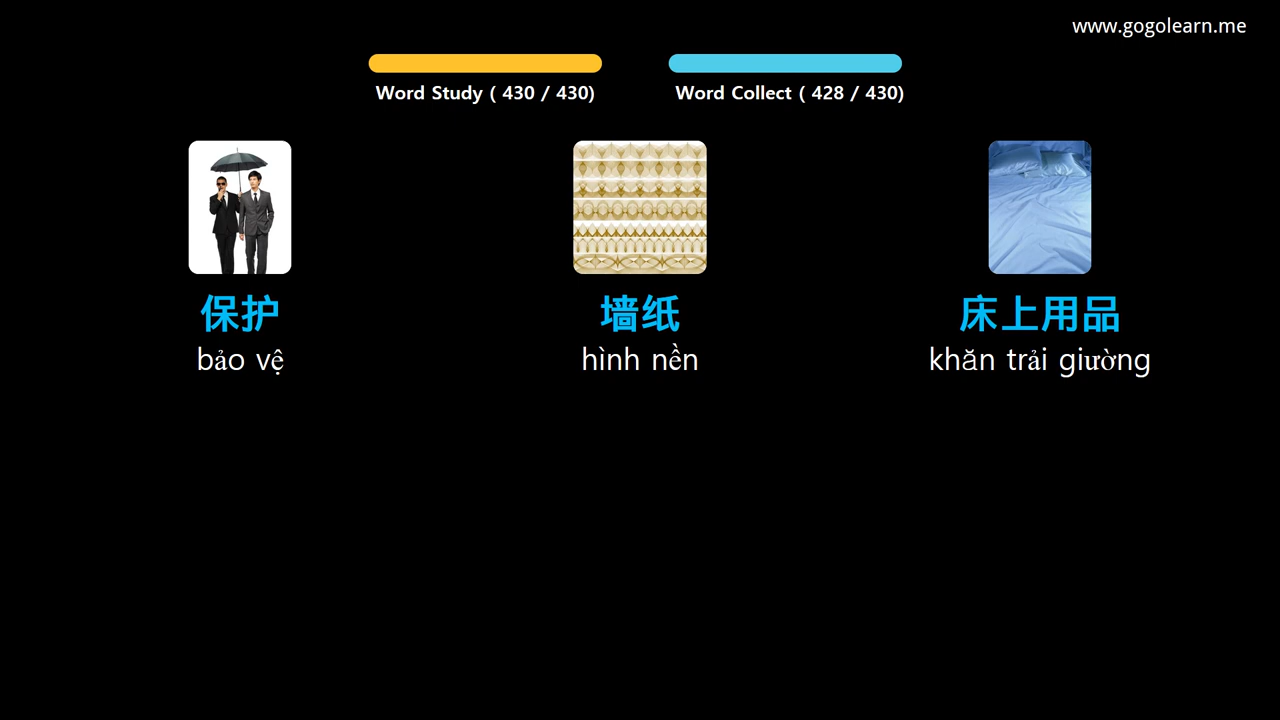 www.gogolearn.me
Word Study ( 430 / 430)
Word Collect ( 428 / 430)
保护
墙纸
床上用品
bảo vệ
hình nền
khăn trải giường